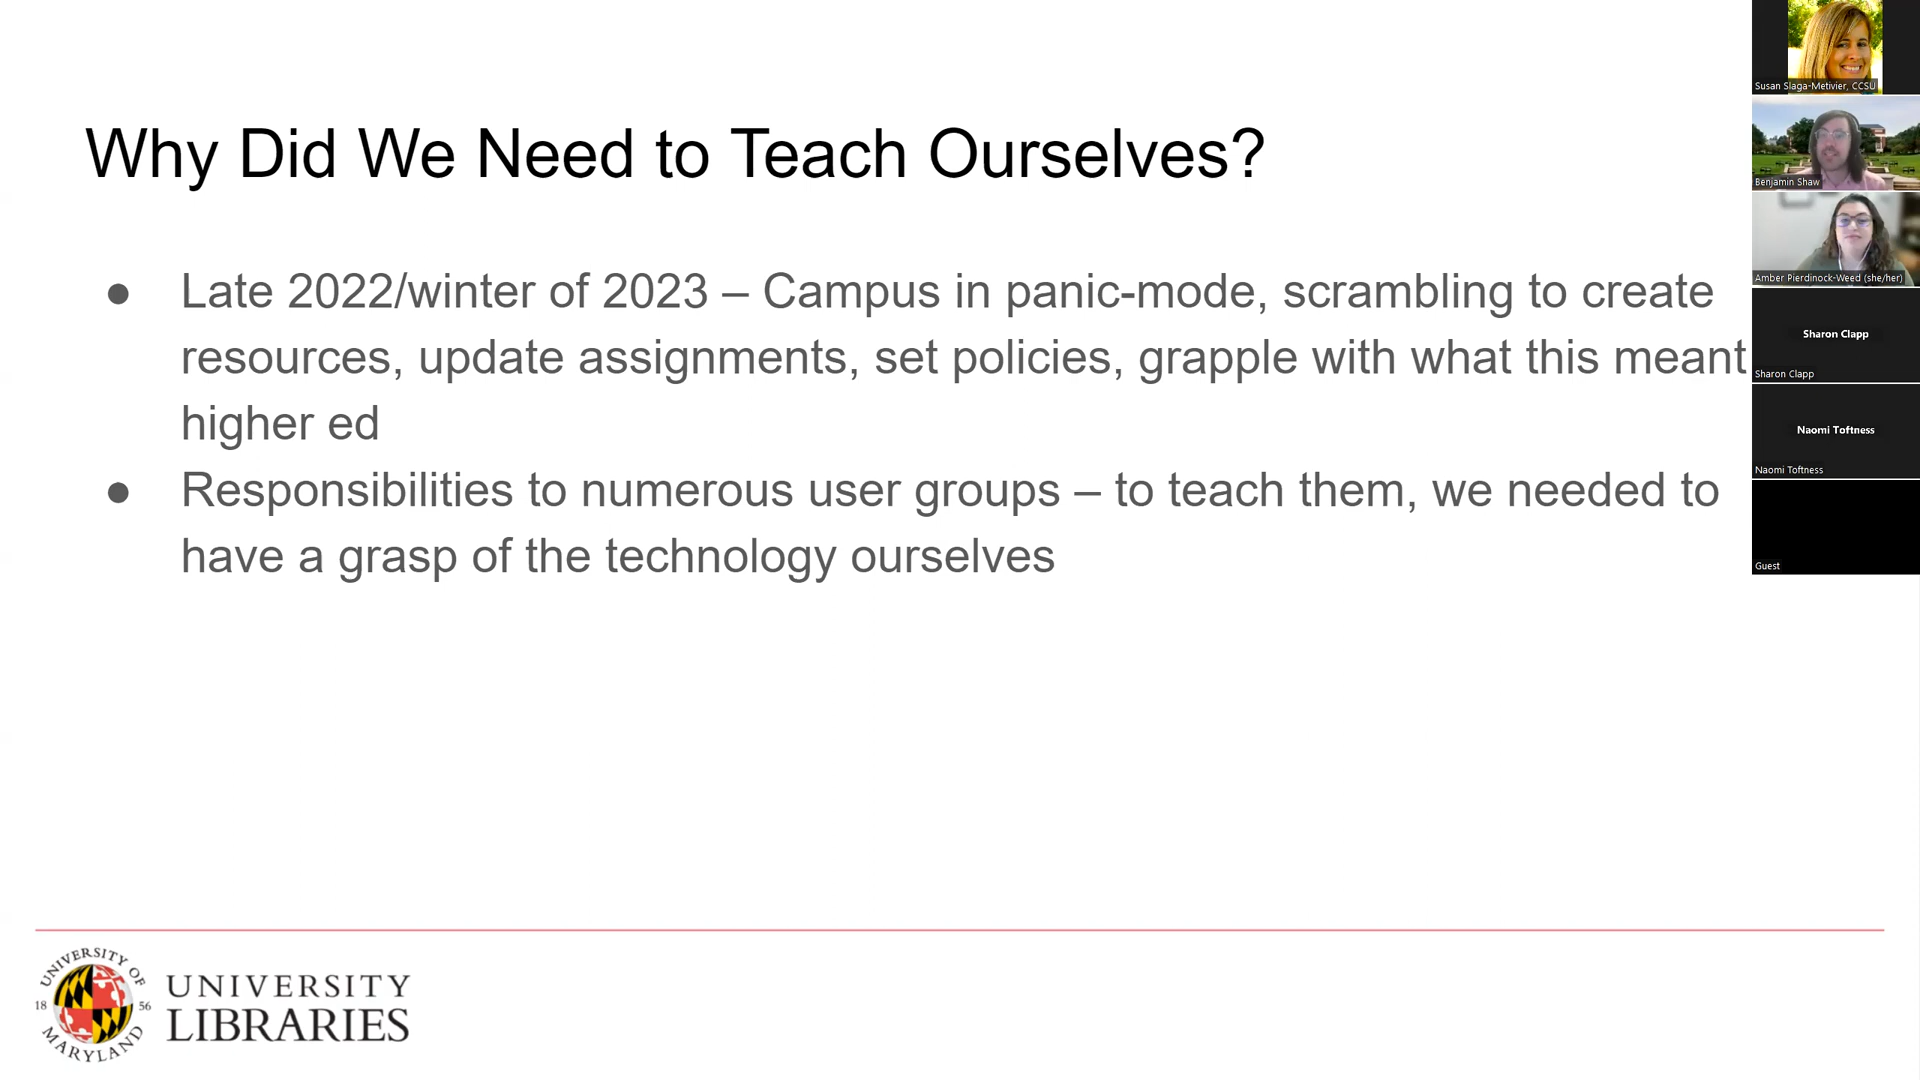 Why Did We Need to Teach Ourselves?
● Late 2022/winter of 2023 – Campus in panic-mode, scrambling to create
resources, update assignments, set policies, grapple with what this meant
higher ed
● Responsibilities to numerous user groups – to teach them, we needed to
have a grasp of the technology ourselves
UNIVERSITY OF
18 56
MARYLAND
UNIVERSITY
LIBRARIES
Susan Slaga-Metivier, CCSU
Benjamin Shaw
Amber Pierdinock-Weed (she/her)
Sharon Clapp
Sharon Clapp
Naomi Toftness
Naomi Toftness
Guest